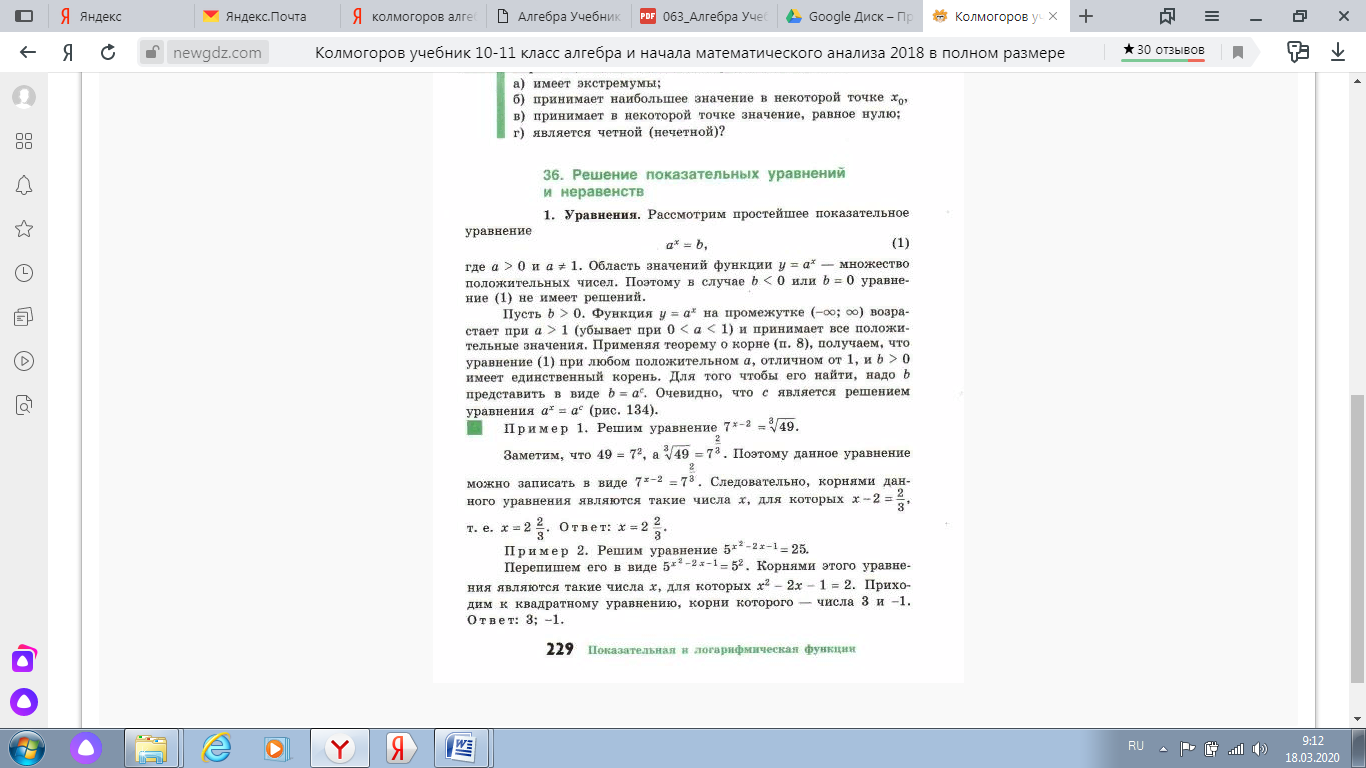 Яндекс
Яндекс.Почта
колмогоров алге
Алгебра Учебник
063_Алгебра Учеб
Google Диск – Пр
Колмогоров уч
newgdz.com
Колмогоров учебник 10-11 класс алгебра и начала математического анализа 2018 в полном размере
★30 отзывов
а) имеет экстремумы;
б) принимает наибольшее значение в некоторой точке x₀,
в) принимает в некоторой точке значение, равное нулю;
г) является четной (нечетной)?
36. Решение показательных уравнений
и неравенств
1. Уравнения. Рассмотрим простейшее показательное
уравнение
aˣ = b, (1)
где a > 0 и a ≠ 1. Область значений функции y = aˣ — множество
положительных чисел. Поэтому в случае b < 0 или b = 0 уравне-
ние (1) не имеет решений.
Пусть b > 0. Функция y = aˣ на промежутке (–∞; ∞) возра-
стает при a > 1 (убывает при 0 < a < 1) и принимает все положи-
тельные значения. Применяя теорему о корне (п. 8), получаем, что
уравнение (1) при любом положительном a, отличном от 1, и b > 0
имеет единственный корень. Для того чтобы его найти, надо b
представить в виде b = aᶜ. Очевидно, что c является решением
уравнения aˣ = aᶜ (рис. 134).
Пример 1. Решим уравнение 7^(x–2) = ∛49.
Заметим, что 49 = 7², а ∛49 = 7^(2/3). Поэтому данное уравнение
можно записать в виде 7^(x–2) = 7^(2/3). Следовательно, корнями дан-
ного уравнения являются такие числа x, для которых x – 2 = 2/3,
т. е. x = 2 2/3. Ответ: x = 2 2/3.
Пример 2. Решим уравнение 5^(x²–2x–1) = 25.
Перепишем его в виде 5^(x²–2x–1) = 5². Корнями этого уравне-
ния являются такие числа x, для которых x² – 2x – 1 = 2. Прихо-
дим к квадратному уравнению, корни которого — числа 3 и –1.
Ответ: 3; –1.
229 Показательная и логарифмическая функции
RU
9:12
18.03.2020